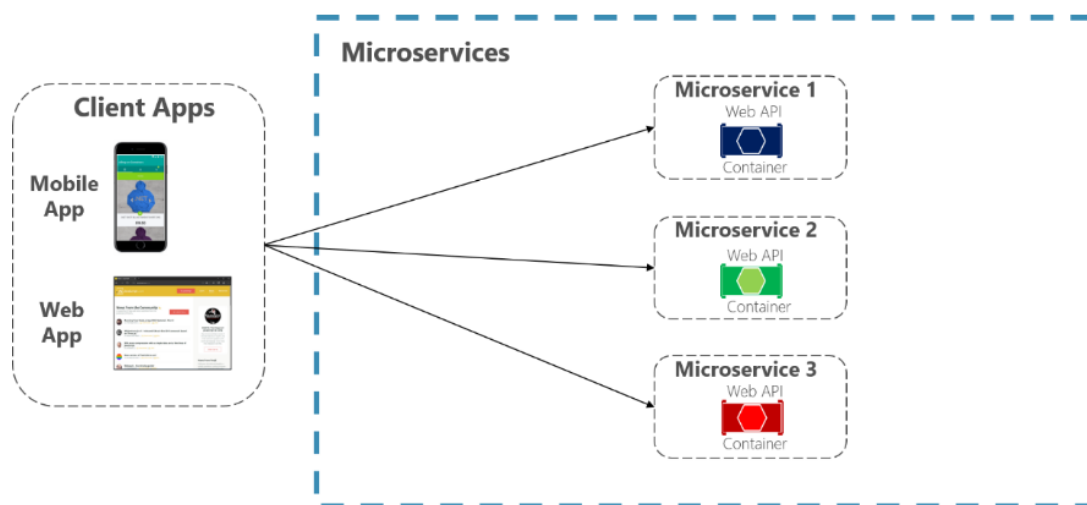 Microservices
Client Apps
Mobile
App
Web
App
Microservice 1
Web API
Container
Microservice 2
Web API
Container
Microservice 3
Web API
Container